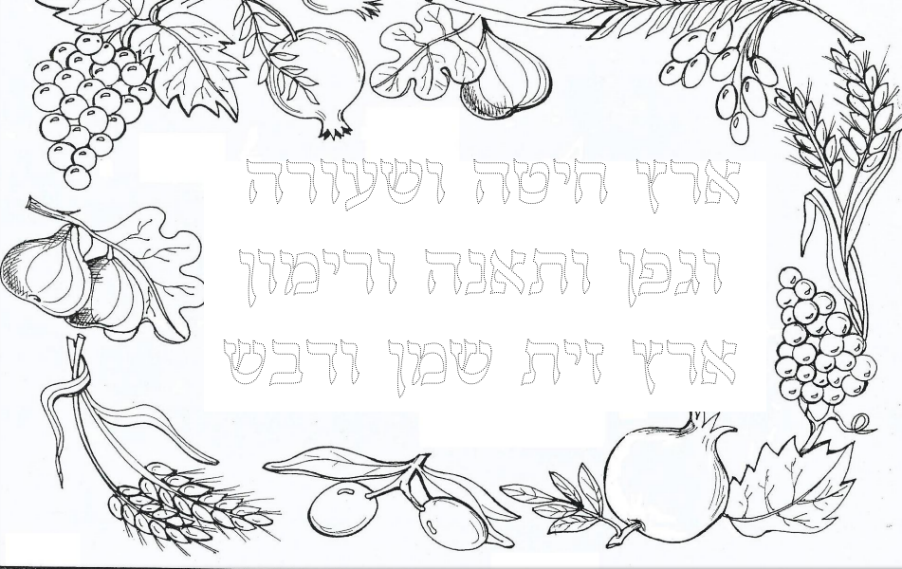 ארץ חיטה ושעורה
וגפן ותאנה ורימון
ארץ זית שמן ודבש